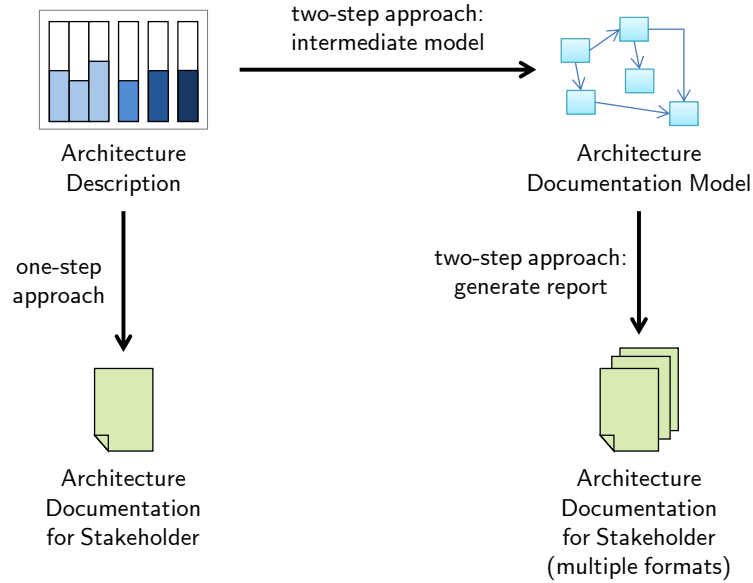 two-step approach:
intermediate model
Architecture
Description
Architecture
Documentation Model
one-step
approach
two-step approach:
generate report
Architecture
Documentation
for Stakeholder
Architecture
Documentation
for Stakeholder
(multiple formats)